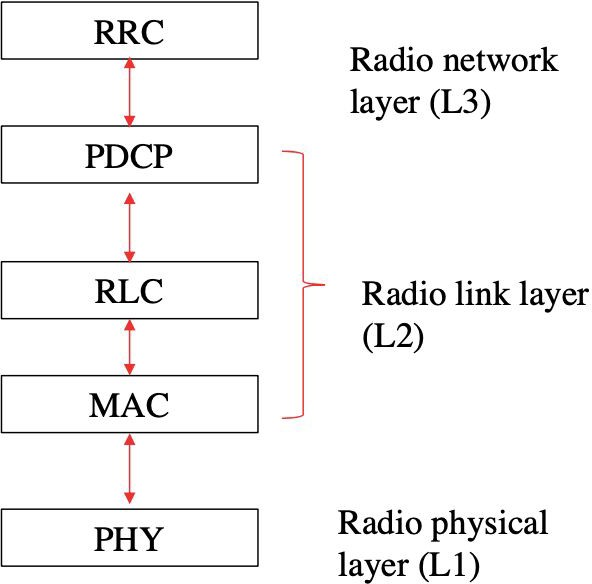 RRC
Radio network
layer (L3)
PDCP
RLC
Radio link layer
(L2)
MAC
PHY
Radio physical
layer (L1)